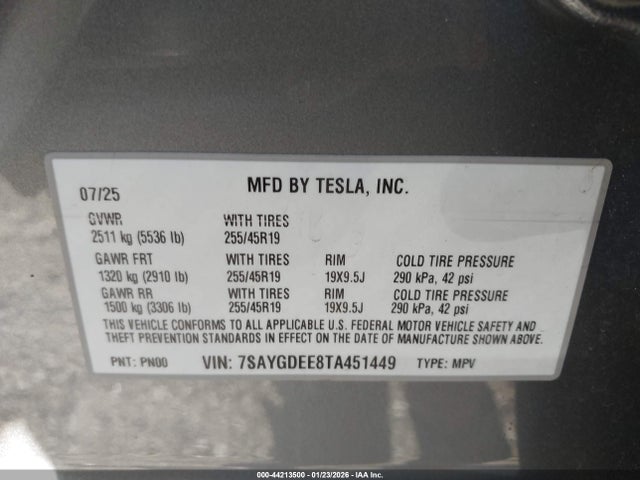 07/25 MFD BY TESLA, INC.
GVWR WITH TIRES
2511 kg (5536 lb) 255/45R19
GAWR FRT WITH TIRES RIM COLD TIRE PRESSURE
1320 kg (2910 lb) 255/45R19 19X9.5J 290 kPa, 42 psi
GAWR RR WITH TIRES RIM COLD TIRE PRESSURE
1500 kg (3306 lb) 255/45R19 19X9.5J 290 kPa, 42 psi
THIS VEHICLE CONFORMS TO ALL APPLICABLE U.S. FEDERAL MOTOR VEHICLE SAFETY AND
THEFT PREVENTION STANDARDS IN EFFECT ON THE DATE OF MANUFACTURE SHOWN ABOVE.
PNT: PN00 VIN: 7SAYGDEE8TA451449 TYPE: MPV
000-44213500 | 01/23/2026 | IAA Inc.